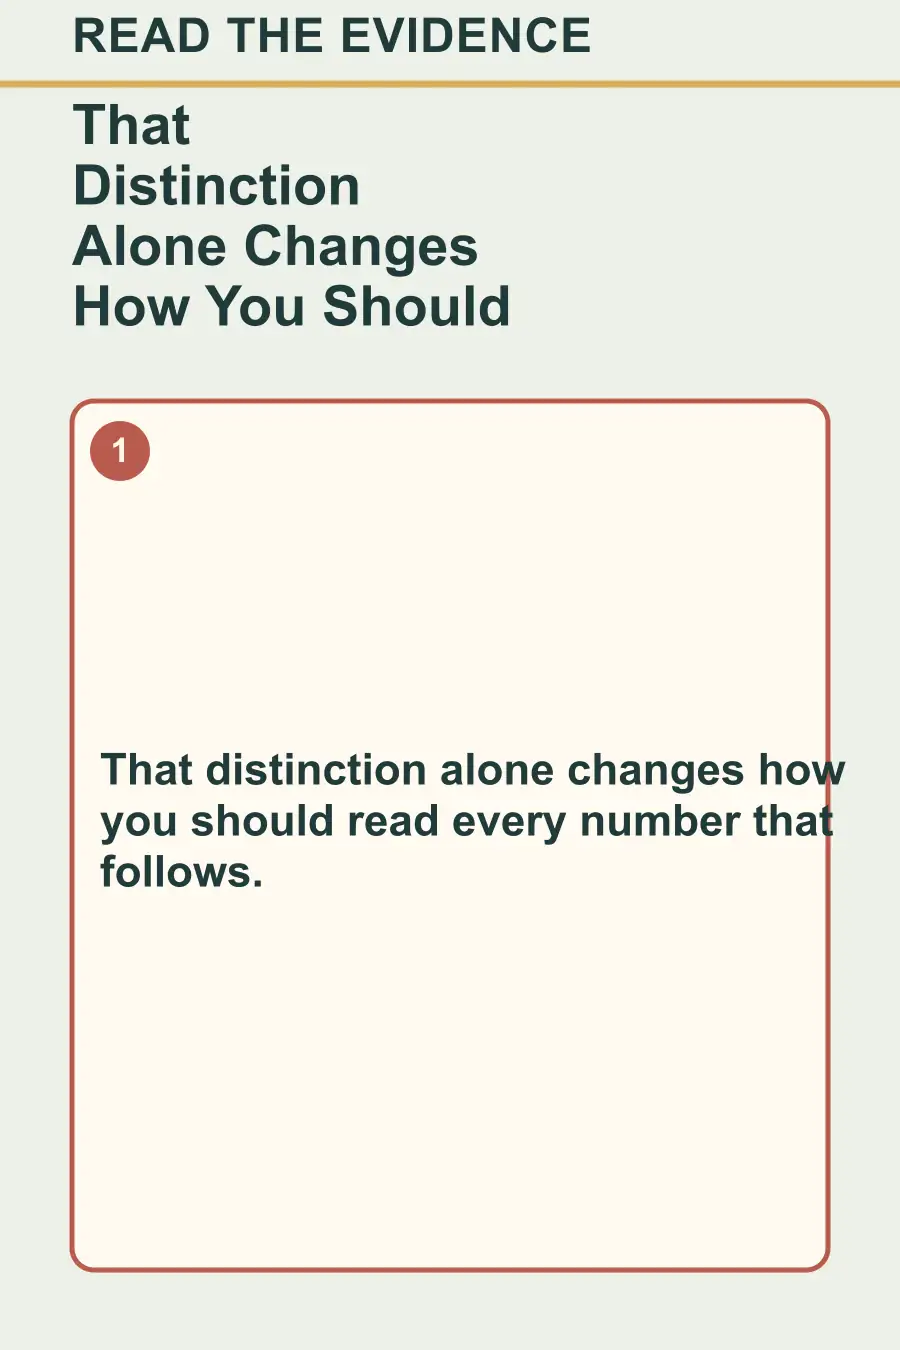 READ THE EVIDENCE
That
Distinction
Alone Changes
How You Should
1
That distinction alone changes how
you should read every number that
follows.